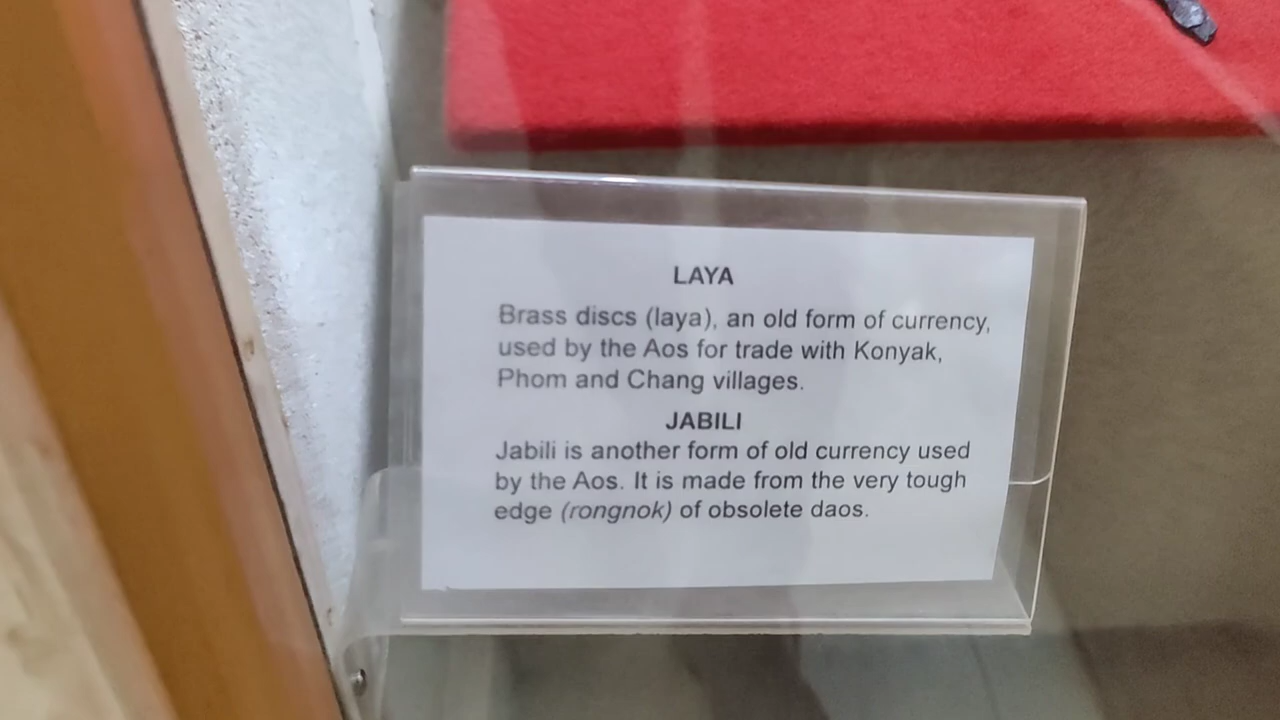 LAYA
Brass discs (laya), an old form of currency,
used by the Aos for trade with Konyak,
Phom and Chang villages.
JABILI
Jabili is another form of old currency used
by the Aos. It is made from the very tough
edge (rongnok) of obsolete daos.